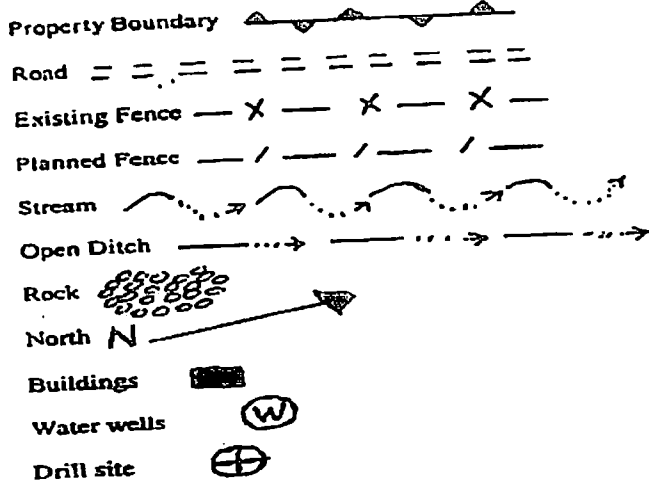 Property Boundary
Road
Existing Fence
Planned Fence
Stream
Open Ditch
Rock
North N
Buildings
Water wells W
Drill site